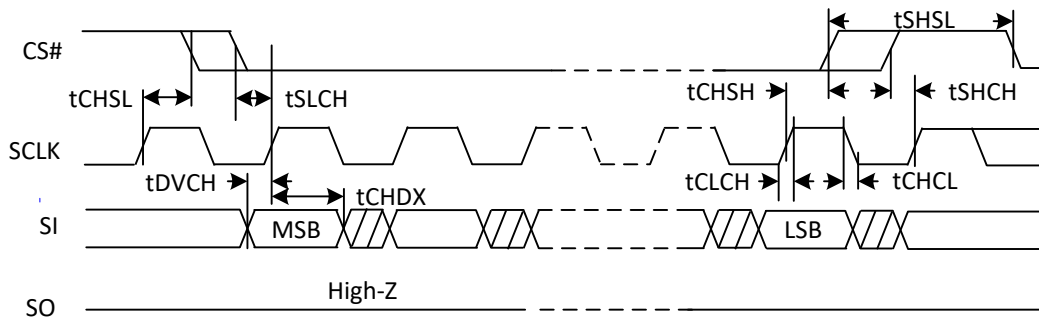 tSHSL
CS#
tCHSL
tSLCH
tCHSH
tSHCH
SCLK
tDVCH
tCHDX
tCLCH
tCHCL
SI
MSB
LSB
High-Z
SO